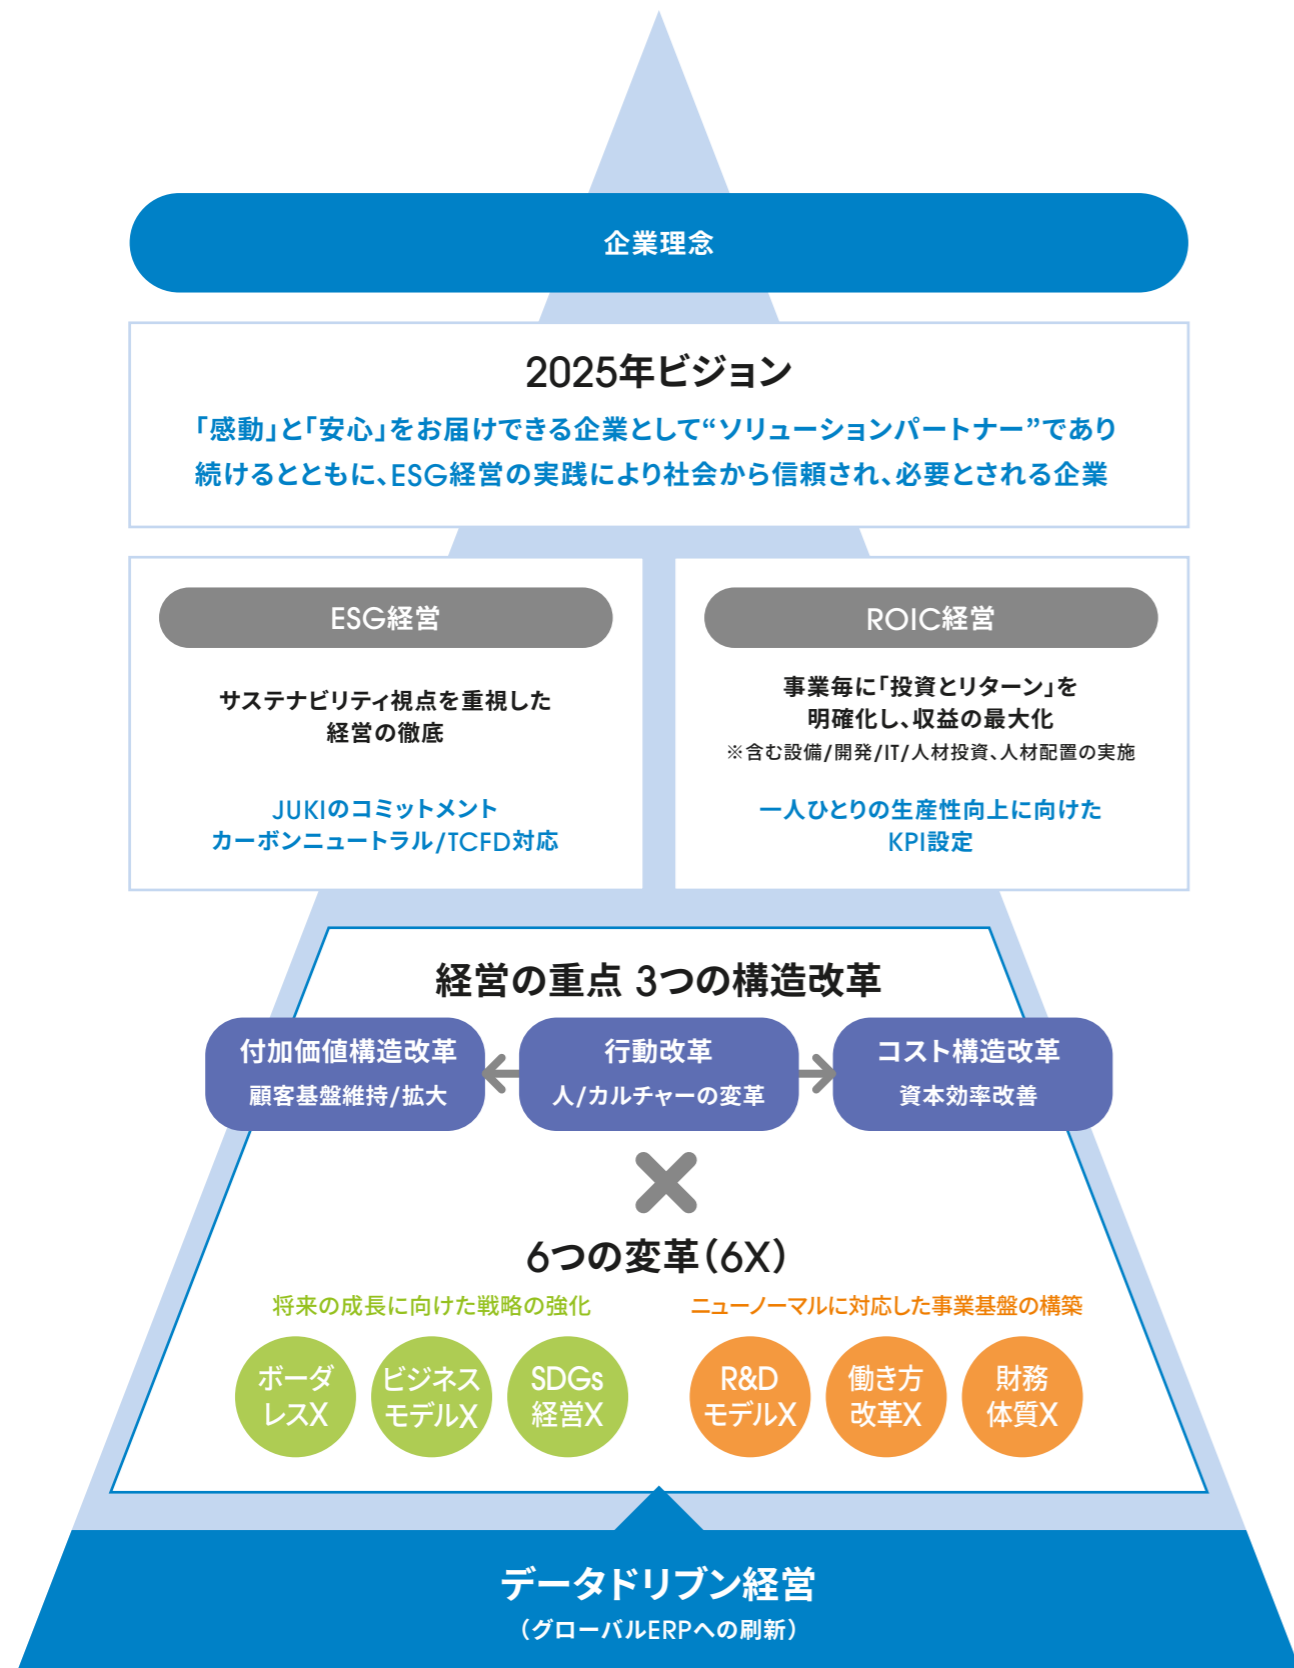 企業理念
2025年ビジョン
「感動」と「安心」をお届けできる企業として“ソリューションパートナー”であり
続けるとともに、ESG経営の実践により社会から信頼され、必要とされる企業
ESG経営
サステナビリティ視点を重視した
経営の徹底
JUKIのコミットメント
カーボンニュートラル/TCFD対応
ROIC経営
事業毎に「投資とリターン」を
明確化し、収益の最大化
※含む設備/開発/IT/人材投資、人材配置の実施
一人ひとりの生産性向上に向けた
KPI設定
経営の重点 3つの構造改革
付加価値構造改革
顧客基盤維持/拡大
行動改革
人/カルチャーの変革
コスト構造改革
資本効率改善
6つの変革(6X)
将来の成長に向けた戦略の強化
ボーダ
レスX
ビジネス
モデルX
SDGs
経営X
ニューノーマルに対応した事業基盤の構築
R&D
モデルX
働き方
改革X
財務
体質X
データドリブン経営
(グローバルERPへの刷新)